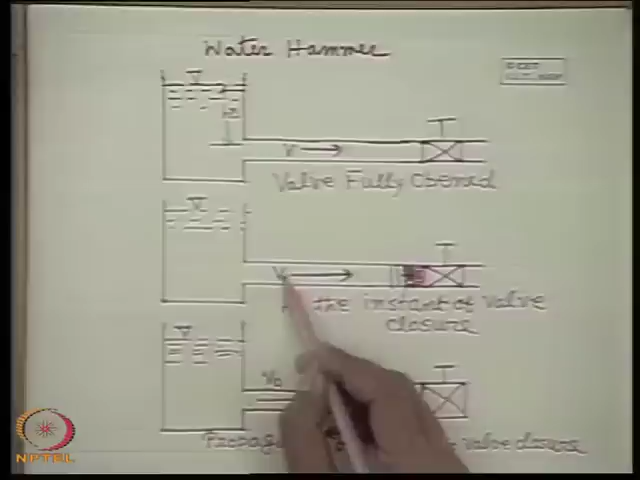 Water Hammer
V
Valve Fully Opened
the instant of valve
closure
V0
valve closure
NPTEL